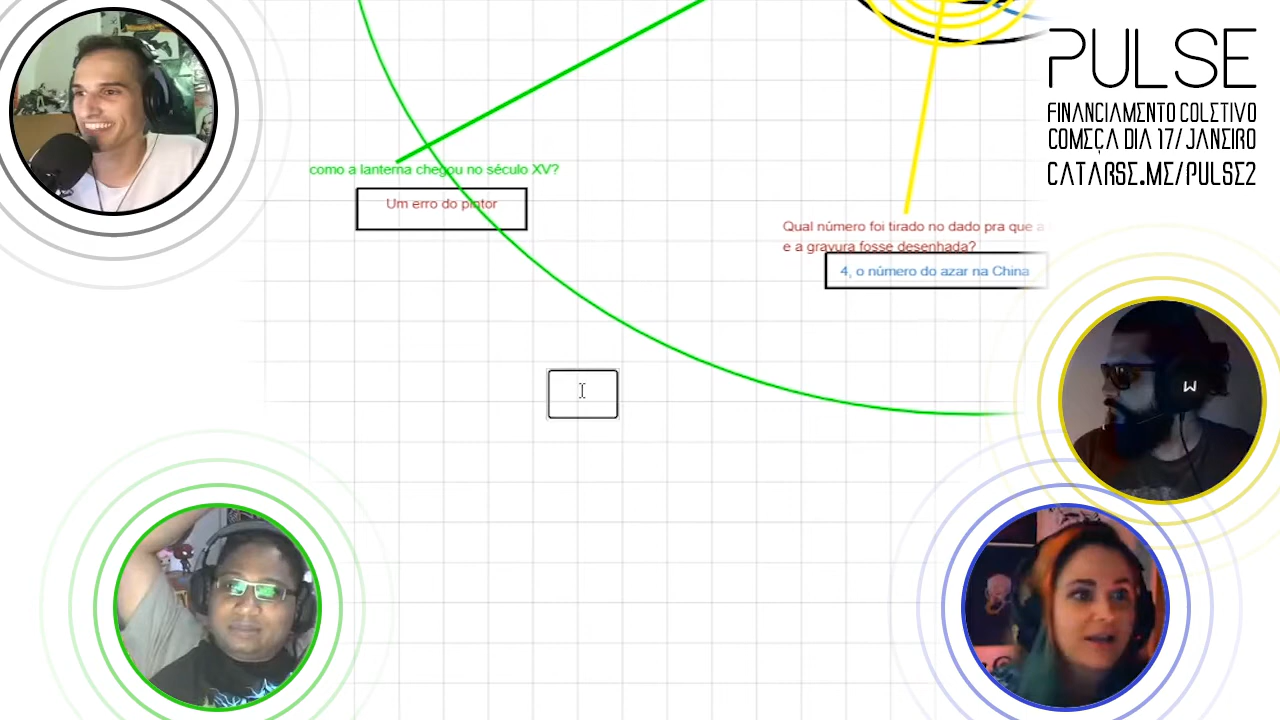 PULSE
FINANCIAMENTO COLETIVO
COMEÇA DIA 17/JANEIRO
CATARSE.ME/PULSE2
como a lanterna chegou no século XV?
Um erro do pintor
Qual número foi tirado no dado pra que a
e a gravura fosse desenhada?
4, o número do azar na China